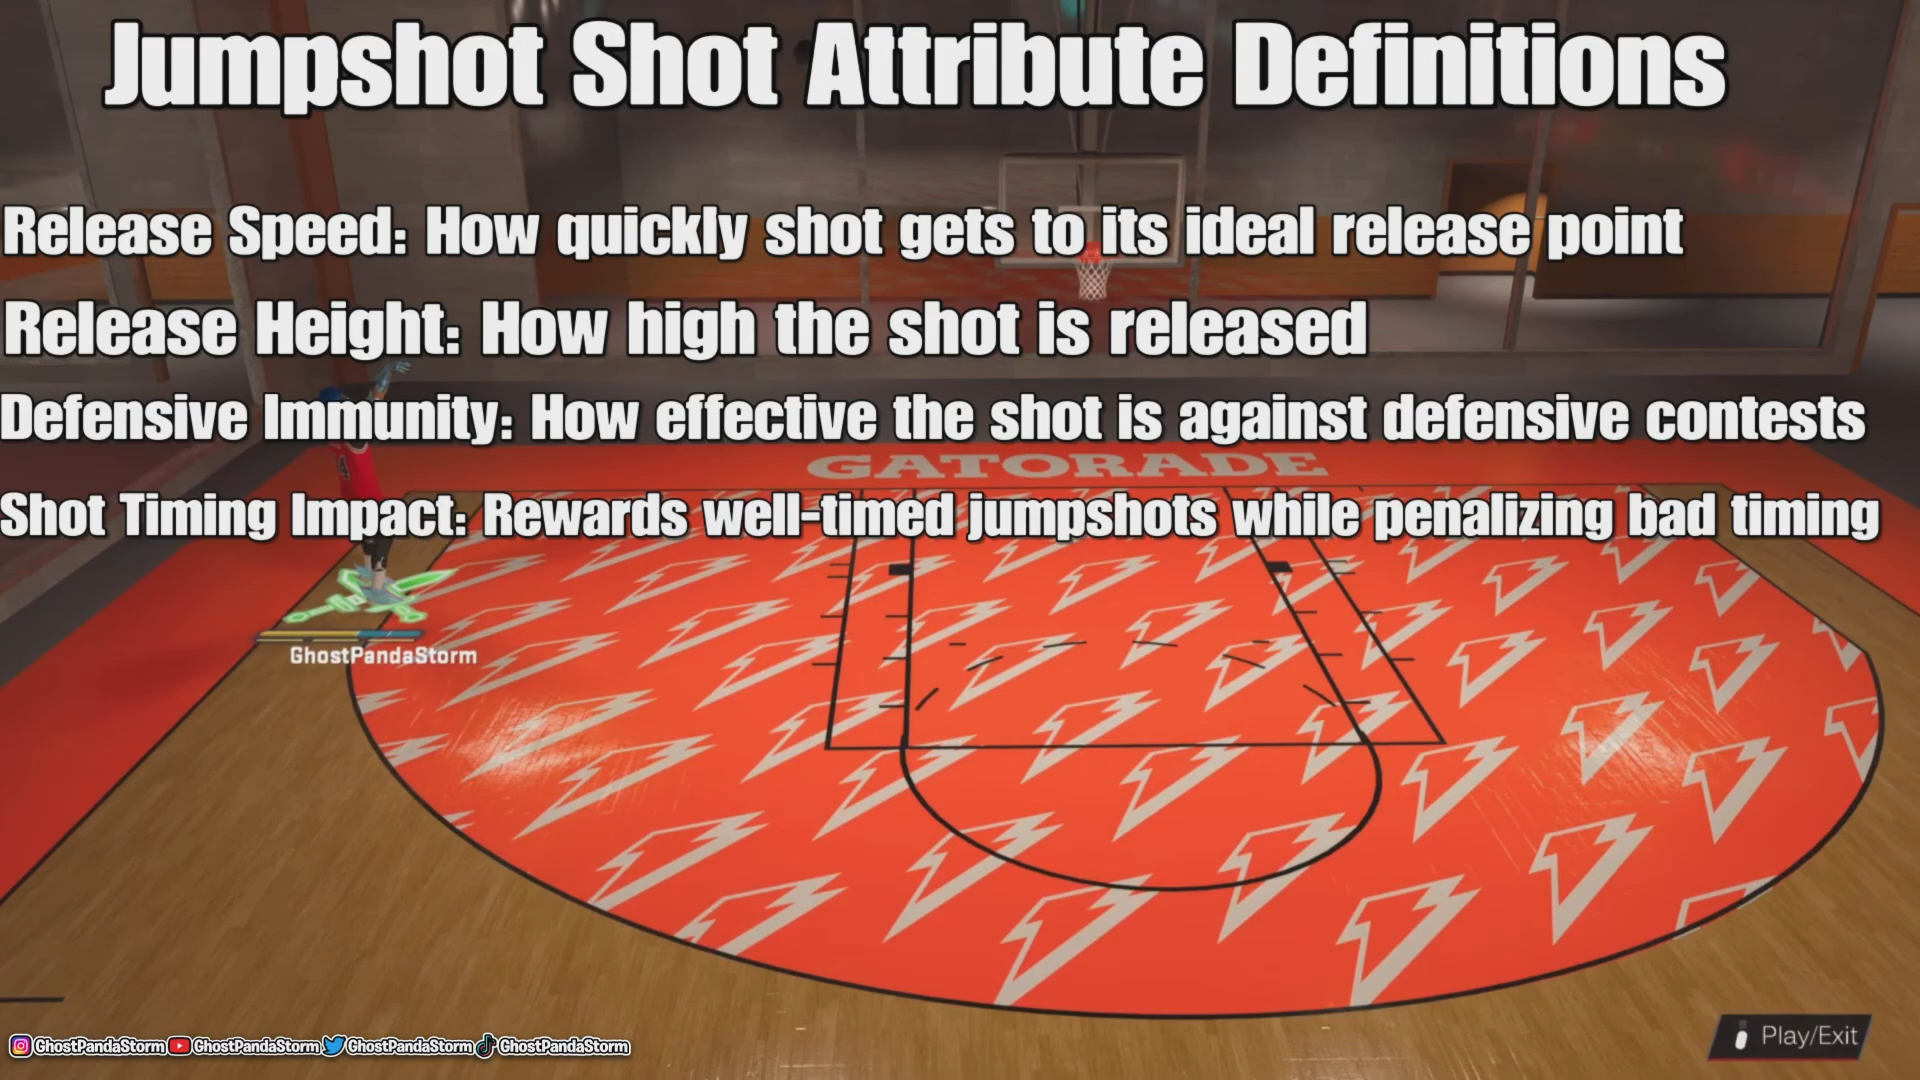 Jumpshot Shot Attribute Definitions
Release Speed: How quickly shot gets to its ideal release point
Release Height: How high the shot is released
Defensive Immunity: How effective the shot is against defensive contests
GATORADE
Shot Timing Impact: Rewards well-timed jumpshots while penalizing bad timing
4
GhostPandaStorm
GhostPandaStorm GhostPandaStorm GhostPandaStorm GhostPandaStorm
Play/Exit